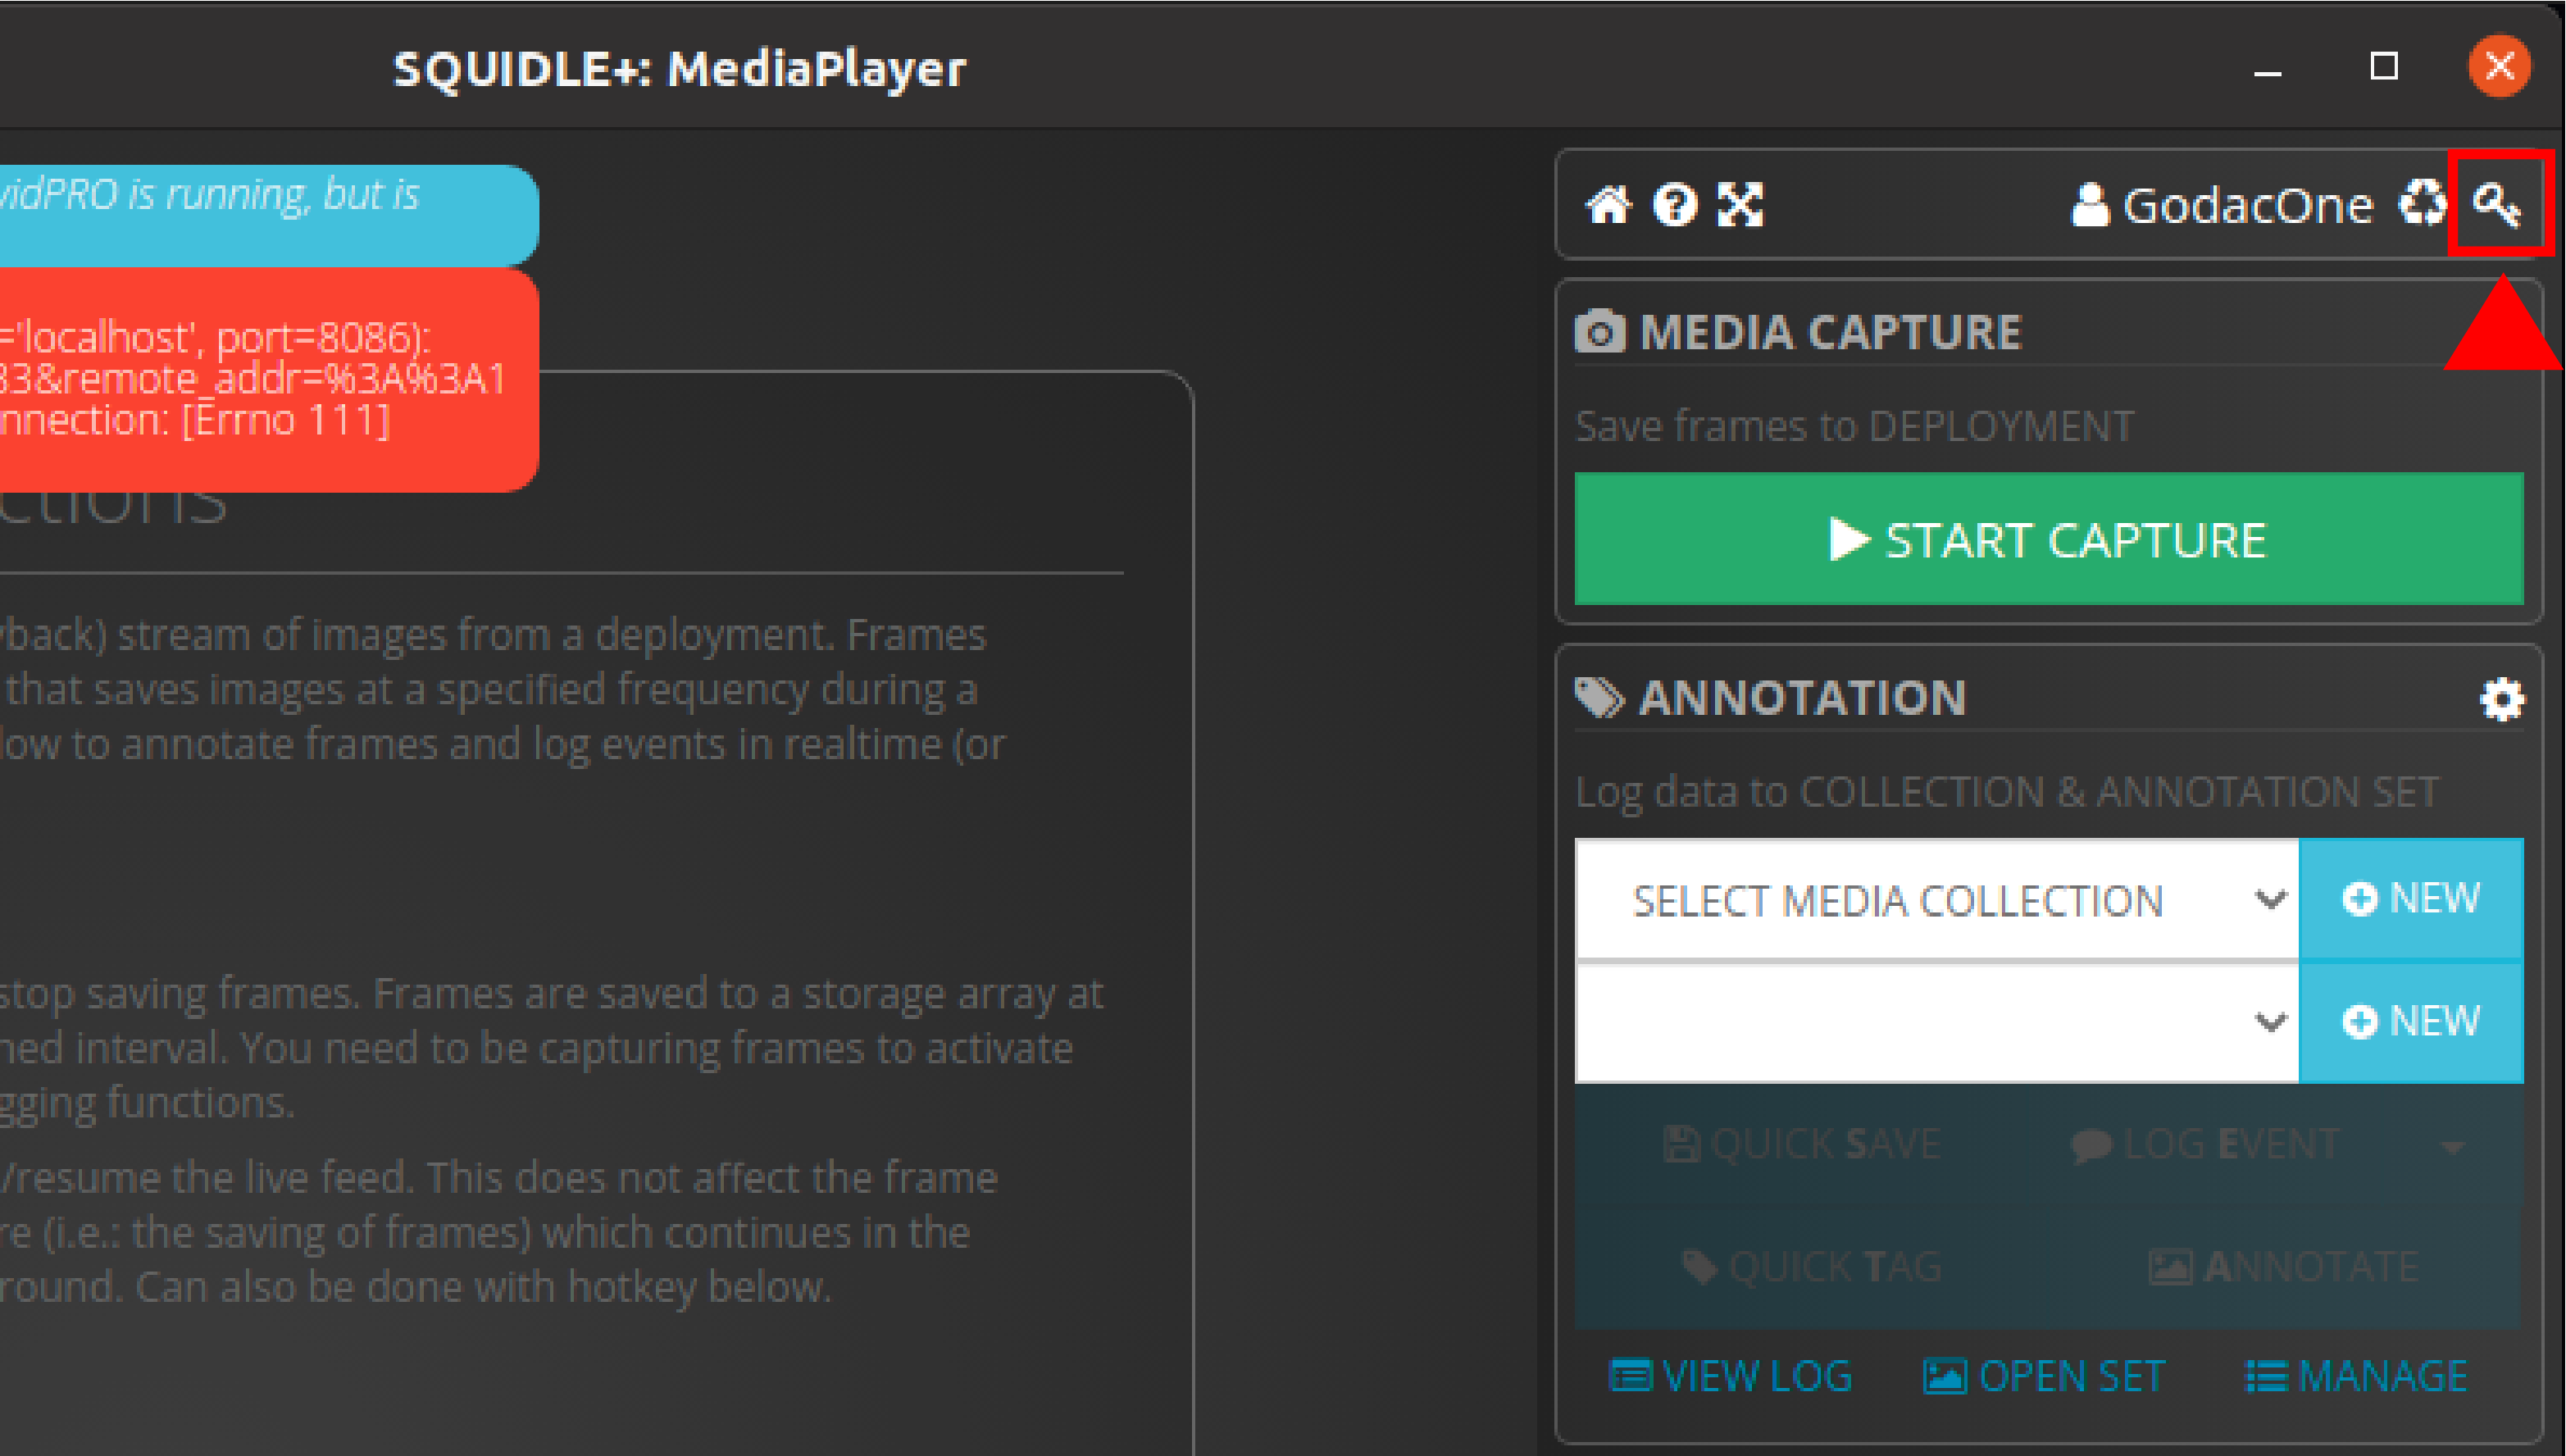 SQUIDLE+: MediaPlayer
vidPRO is running, but is
='localhost', port=8086):
33&remote_addr=%3A%3A1
nnection: [Errno 111]
ctions
yback) stream of images from a deployment. Frames
that saves images at a specified frequency during a
low to annotate frames and log events in realtime (or
stop saving frames. Frames are saved to a storage array at
ned interval. You need to be capturing frames to activate
gging functions.
/resume the live feed. This does not affect the frame
re (i.e.: the saving of frames) which continues in the
round. Can also be done with hotkey below.
GodacOne
MEDIA CAPTURE
Save frames to DEPLOYMENT
START CAPTURE
ANNOTATION
Log data to COLLECTION & ANNOTATION SET
SELECT MEDIA COLLECTION
NEW
NEW
QUICK SAVE
LOG EVENT
QUICK TAG
ANNOTATE
VIEW LOG
OPEN SET
MANAGE